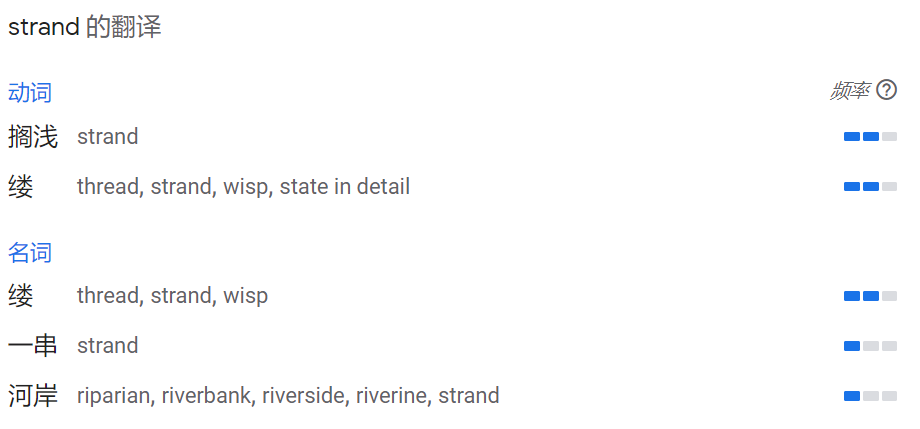 strand 的翻译
动词 频率
搁浅 strand
缕 thread, strand, wisp, state in detail
名词
缕 thread, strand, wisp
一串 strand
河岸 riparian, riverbank, riverside, riverine, strand